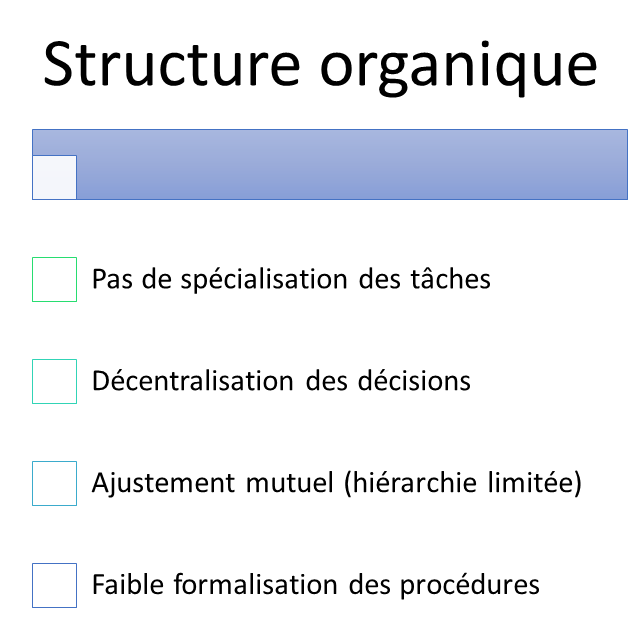 Structure organique
Pas de spécialisation des tâches
Décentralisation des décisions
Ajustement mutuel (hiérarchie limitée)
Faible formalisation des procédures